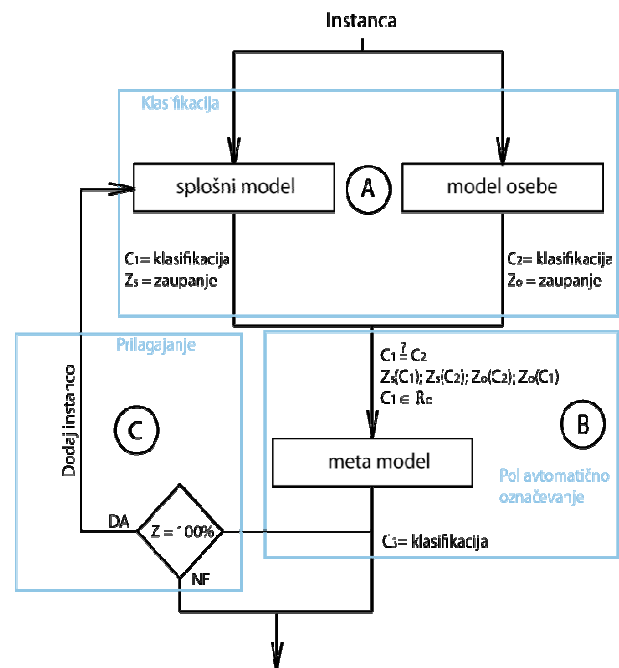 Instanca
Klasifikacija
splošni model
A
model osebe
C1= klasifikacija
Zs = zaupanje
C2= klasifikacija
Zo = zaupanje
Prilagajanje
C1 ≟ C2
Zs(C1); Zs(C2); Zo(C2); Zo(C1)
C1 ∈ Rc
Dodaj instanco
C
B
meta model
Pol avtomatično
označevanje
DA
Z = 100%
C3= klasifikacija
NE